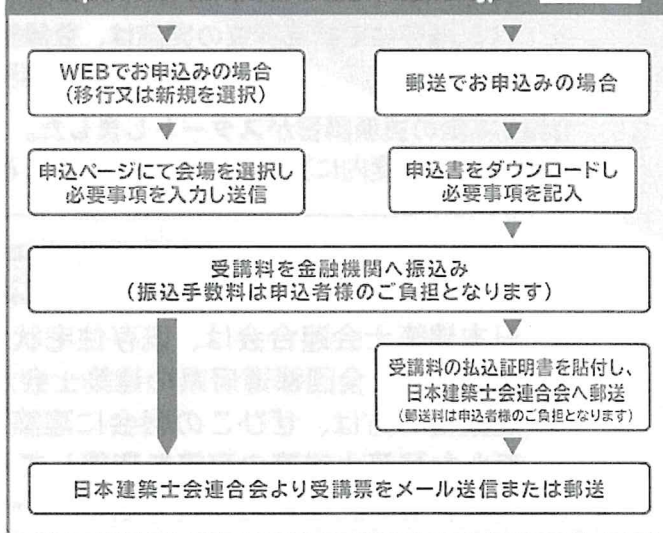 WEBでお申込みの場合
(移行又は新規を選択)
郵送でお申込みの場合
申込ページにて会場を選択し
必要事項を入力し送信
申込書をダウンロードし
必要事項を記入
受講料を金融機関へ振込み
(振込手数料は申込者様のご負担となります)
受講料の払込証明書を貼付し、
日本建築士会連合会へ郵送
(郵送料は申込者様のご負担となります)
日本建築士会連合会より受講票をメール送信または郵送